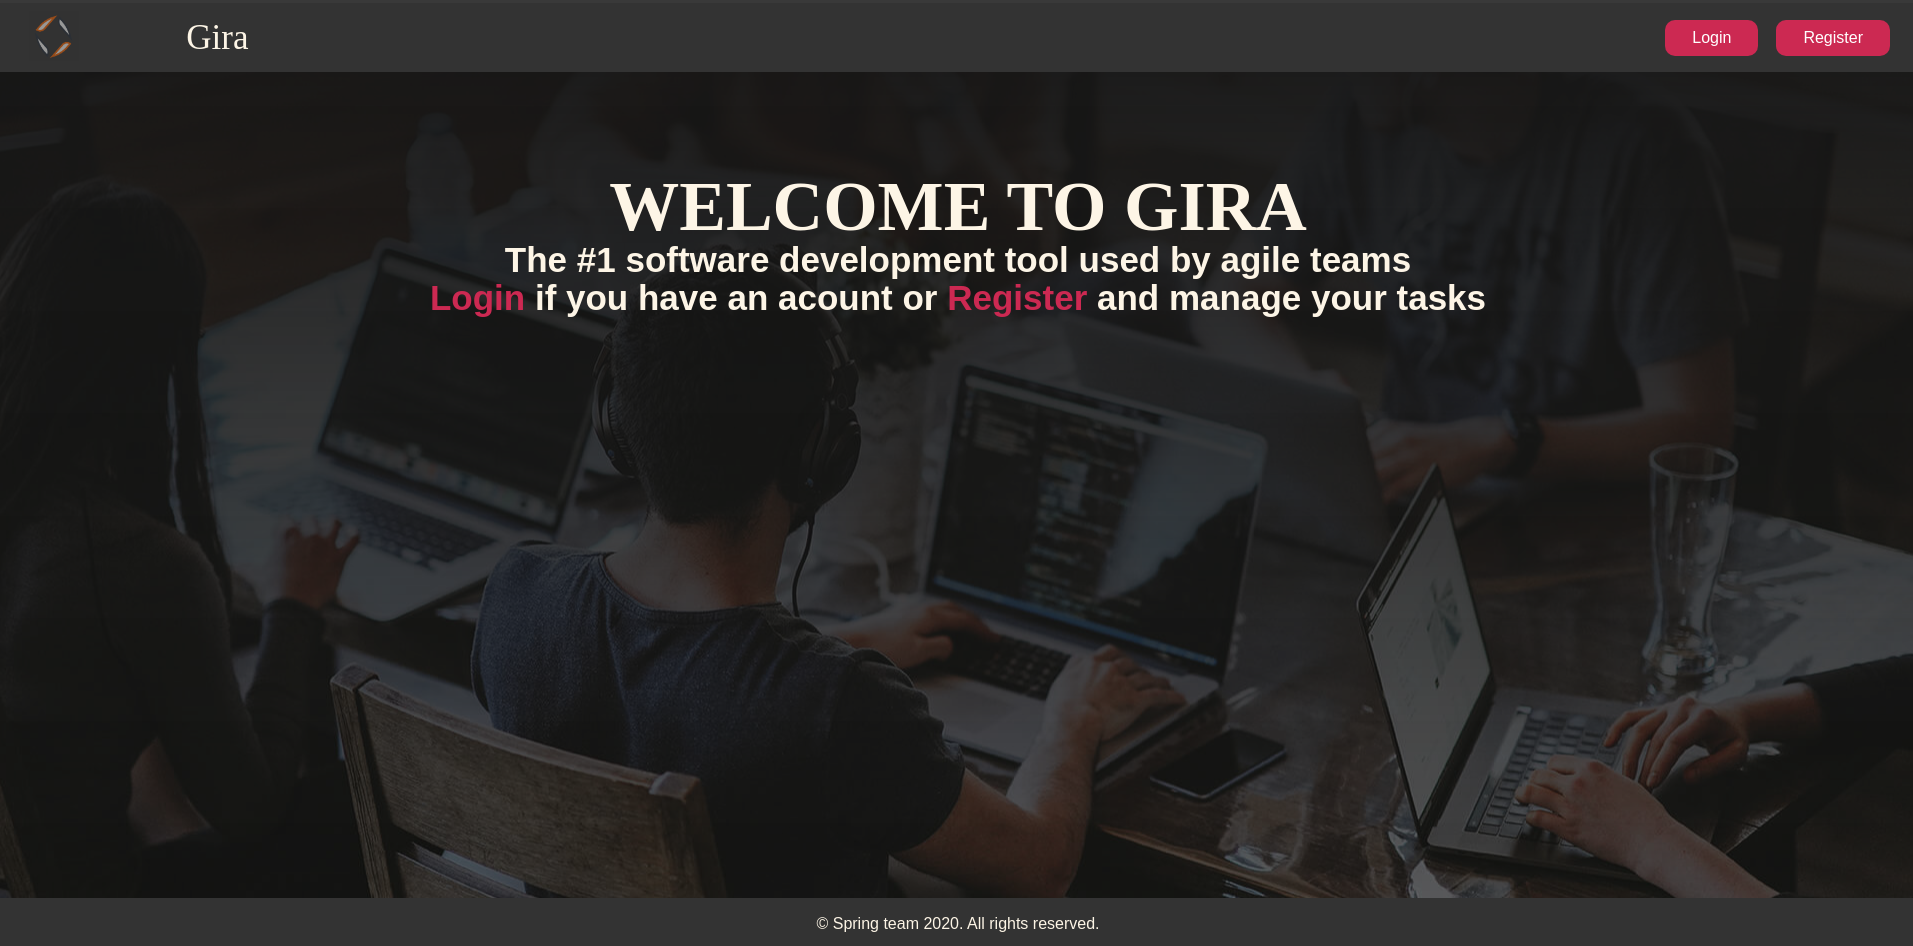 Gira
Login
Register
WELCOME TO GIRA
The #1 software development tool used by agile teams
Login if you have an acount or Register and manage your tasks
© Spring team 2020. All rights reserved.